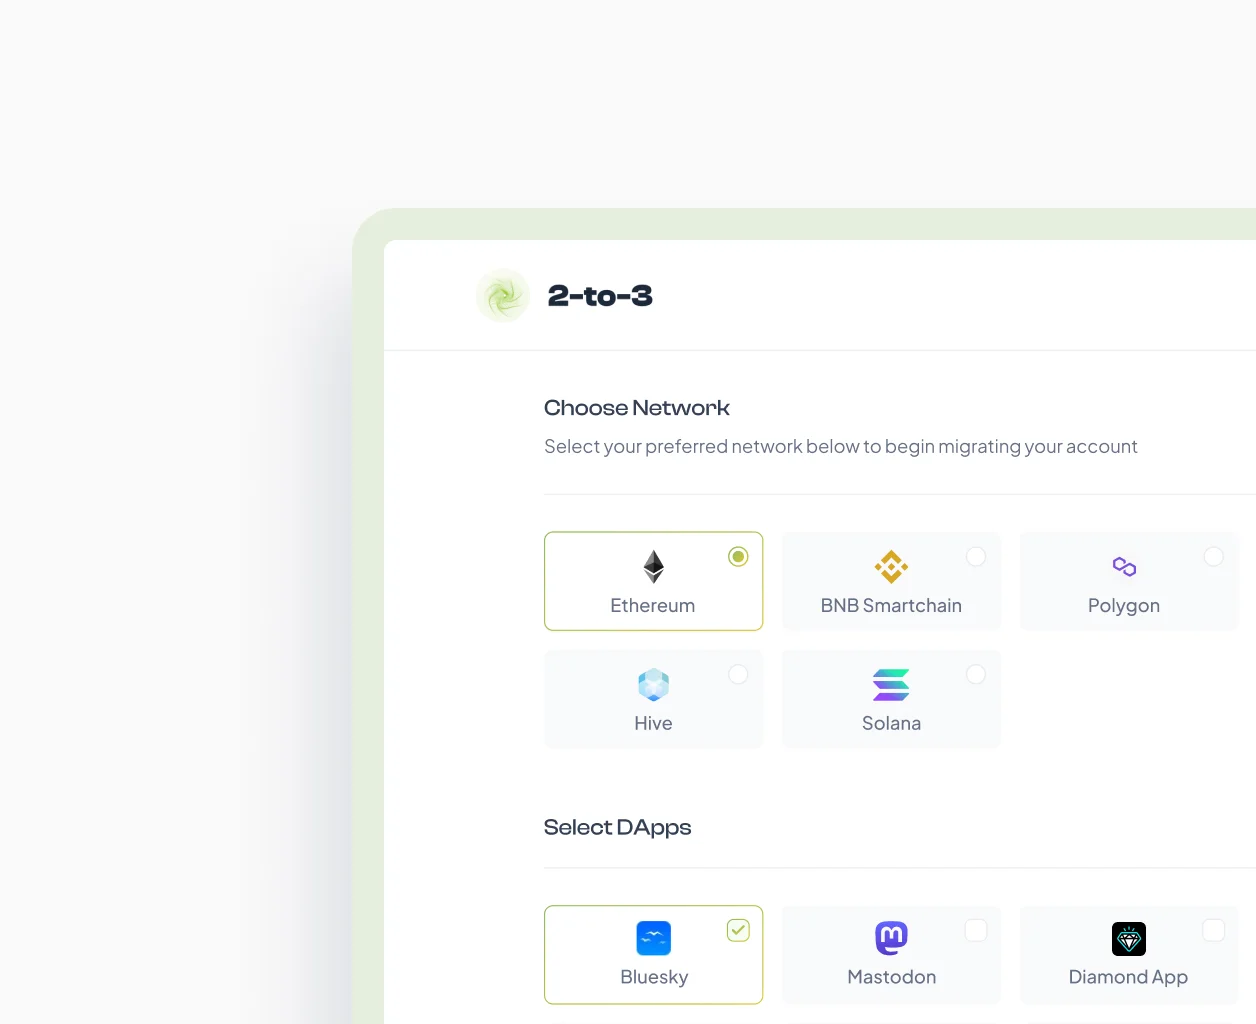 2-to-3
Choose Network
Select your preferred network below to begin migrating your account
Ethereum
BNB Smartchain
Polygon
Hive
Solana
Select DApps
Bluesky
Mastodon
Diamond App